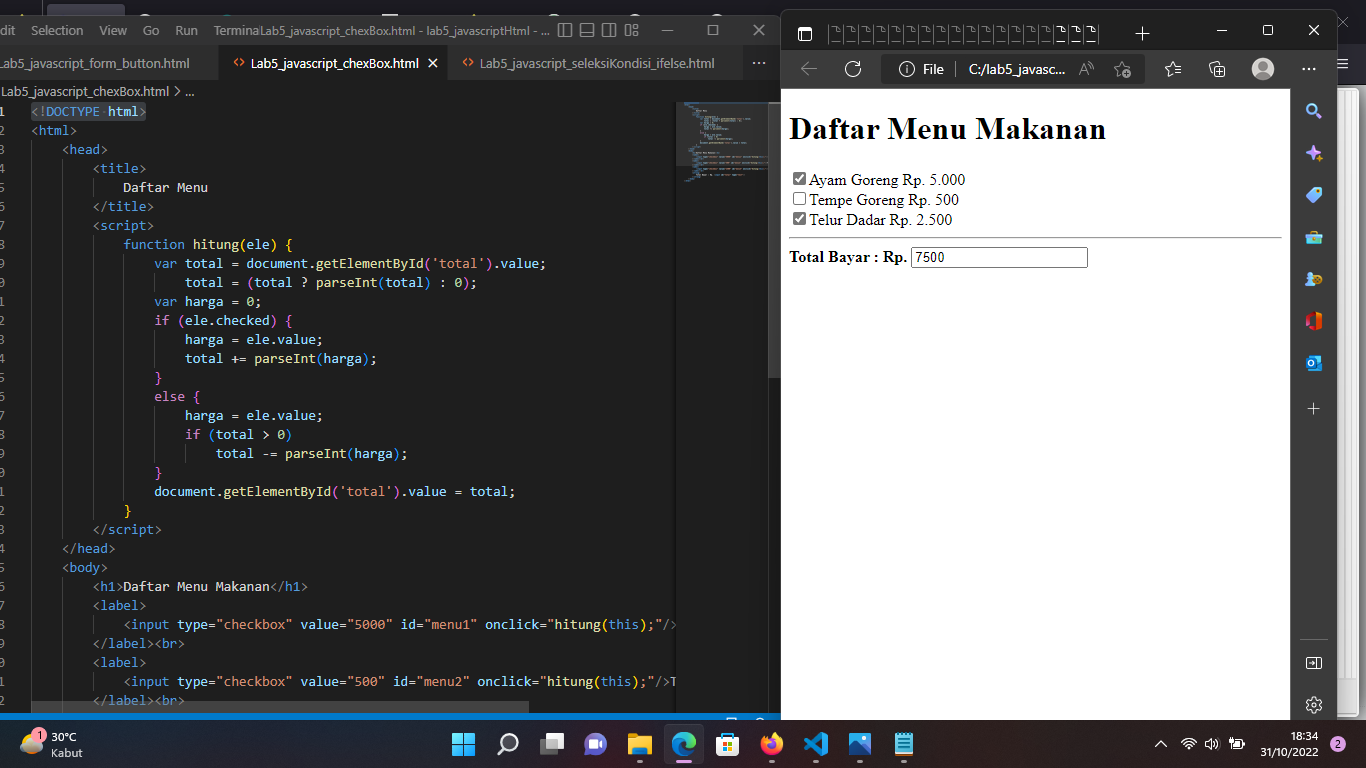 dit Selection View Go Run Terminal Lab5_javascript_chexBox.html - lab5_javascriptHtml - ...
Lab5_javascript_form_button.html
Lab5_javascript_chexBox.html
Lab5_javascript_seleksiKondisi_ifelse.html
Lab5_javascript_chexBox.html > ...
1 <!DOCTYPE html>
2 <html>
3 <head>
4 <title>
5 Daftar Menu
6 </title>
7 <script>
8 function hitung(ele) {
9 var total = document.getElementById('total').value;
0 total = (total ? parseInt(total) : 0);
1 var harga = 0;
2 if (ele.checked) {
3 harga = ele.value;
4 total += parseInt(harga);
5 }
6 else {
7 harga = ele.value;
8 if (total > 0)
9 total -= parseInt(harga);
0 }
1 document.getElementById('total').value = total;
2 }
3 </script>
4 </head>
5 <body>
6 <h1>Daftar Menu Makanan</h1>
7 <label>
8 <input type="checkbox" value="5000" id="menu1" onclick="hitung(this);"/>
9 </label><br>
0 <label>
1 <input type="checkbox" value="500" id="menu2" onclick="hitung(this);"/>T
2 </label><br>
File C:/lab5_javasc...
Daftar Menu Makanan
Ayam Goreng Rp. 5.000
Tempe Goreng Rp. 500
Telur Dadar Rp. 2.500
Total Bayar : Rp. 7500
1
30°C
Kabut
18:34
31/10/2022
2